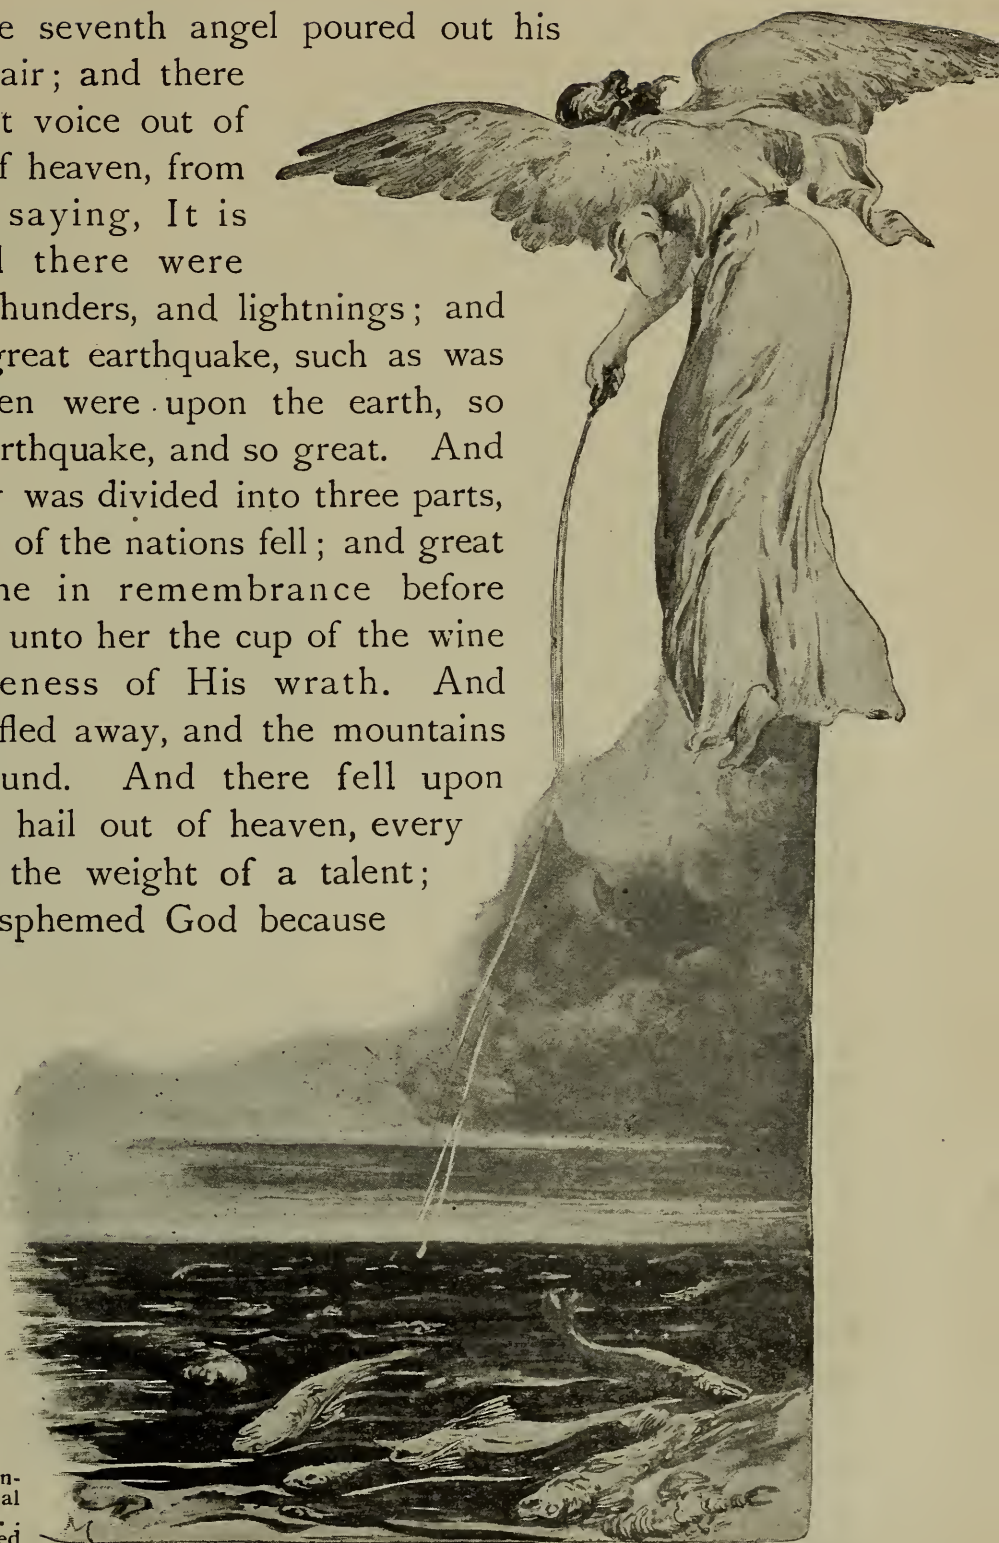 e seventh angel poured out his
air; and there
t voice out of
f heaven, from
saying, It is
l there were
hunders, and lightnings; and
great earthquake, such as was
en were upon the earth, so
rthquake, and so great. And
was divided into three parts,
of the nations fell; and great
ne in remembrance before
unto her the cup of the wine
eness of His wrath. And
fled away, and the mountains
und. And there fell upon
hail out of heaven, every
the weight of a talent;
sphemed God because
n-
al
ed